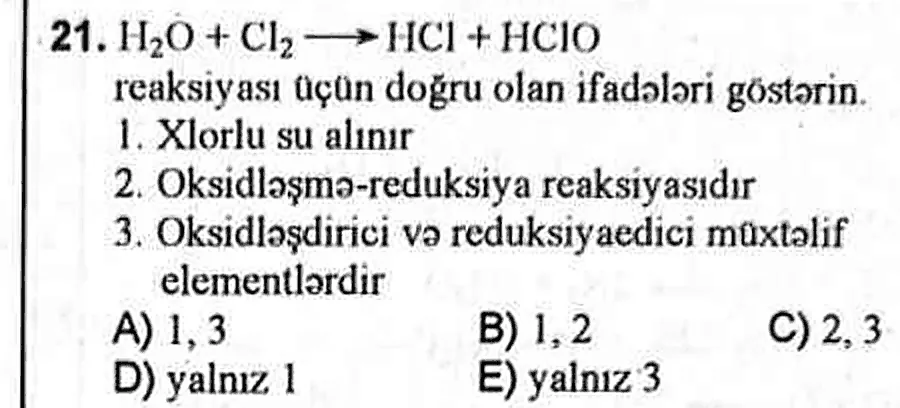 21. H₂O + Cl₂ ⟶ HCl + HClO
reaksiyası üçün doğru olan ifadələri göstərin.
1. Xlorlu su alınır
2. Oksidləşmə-reduksiya reaksiyasıdır
3. Oksidləşdirici və reduksiyaedici müxtəlif
elementlərdir
A) 1, 3 B) 1, 2 C) 2, 3
D) yalnız 1 E) yalnız 3